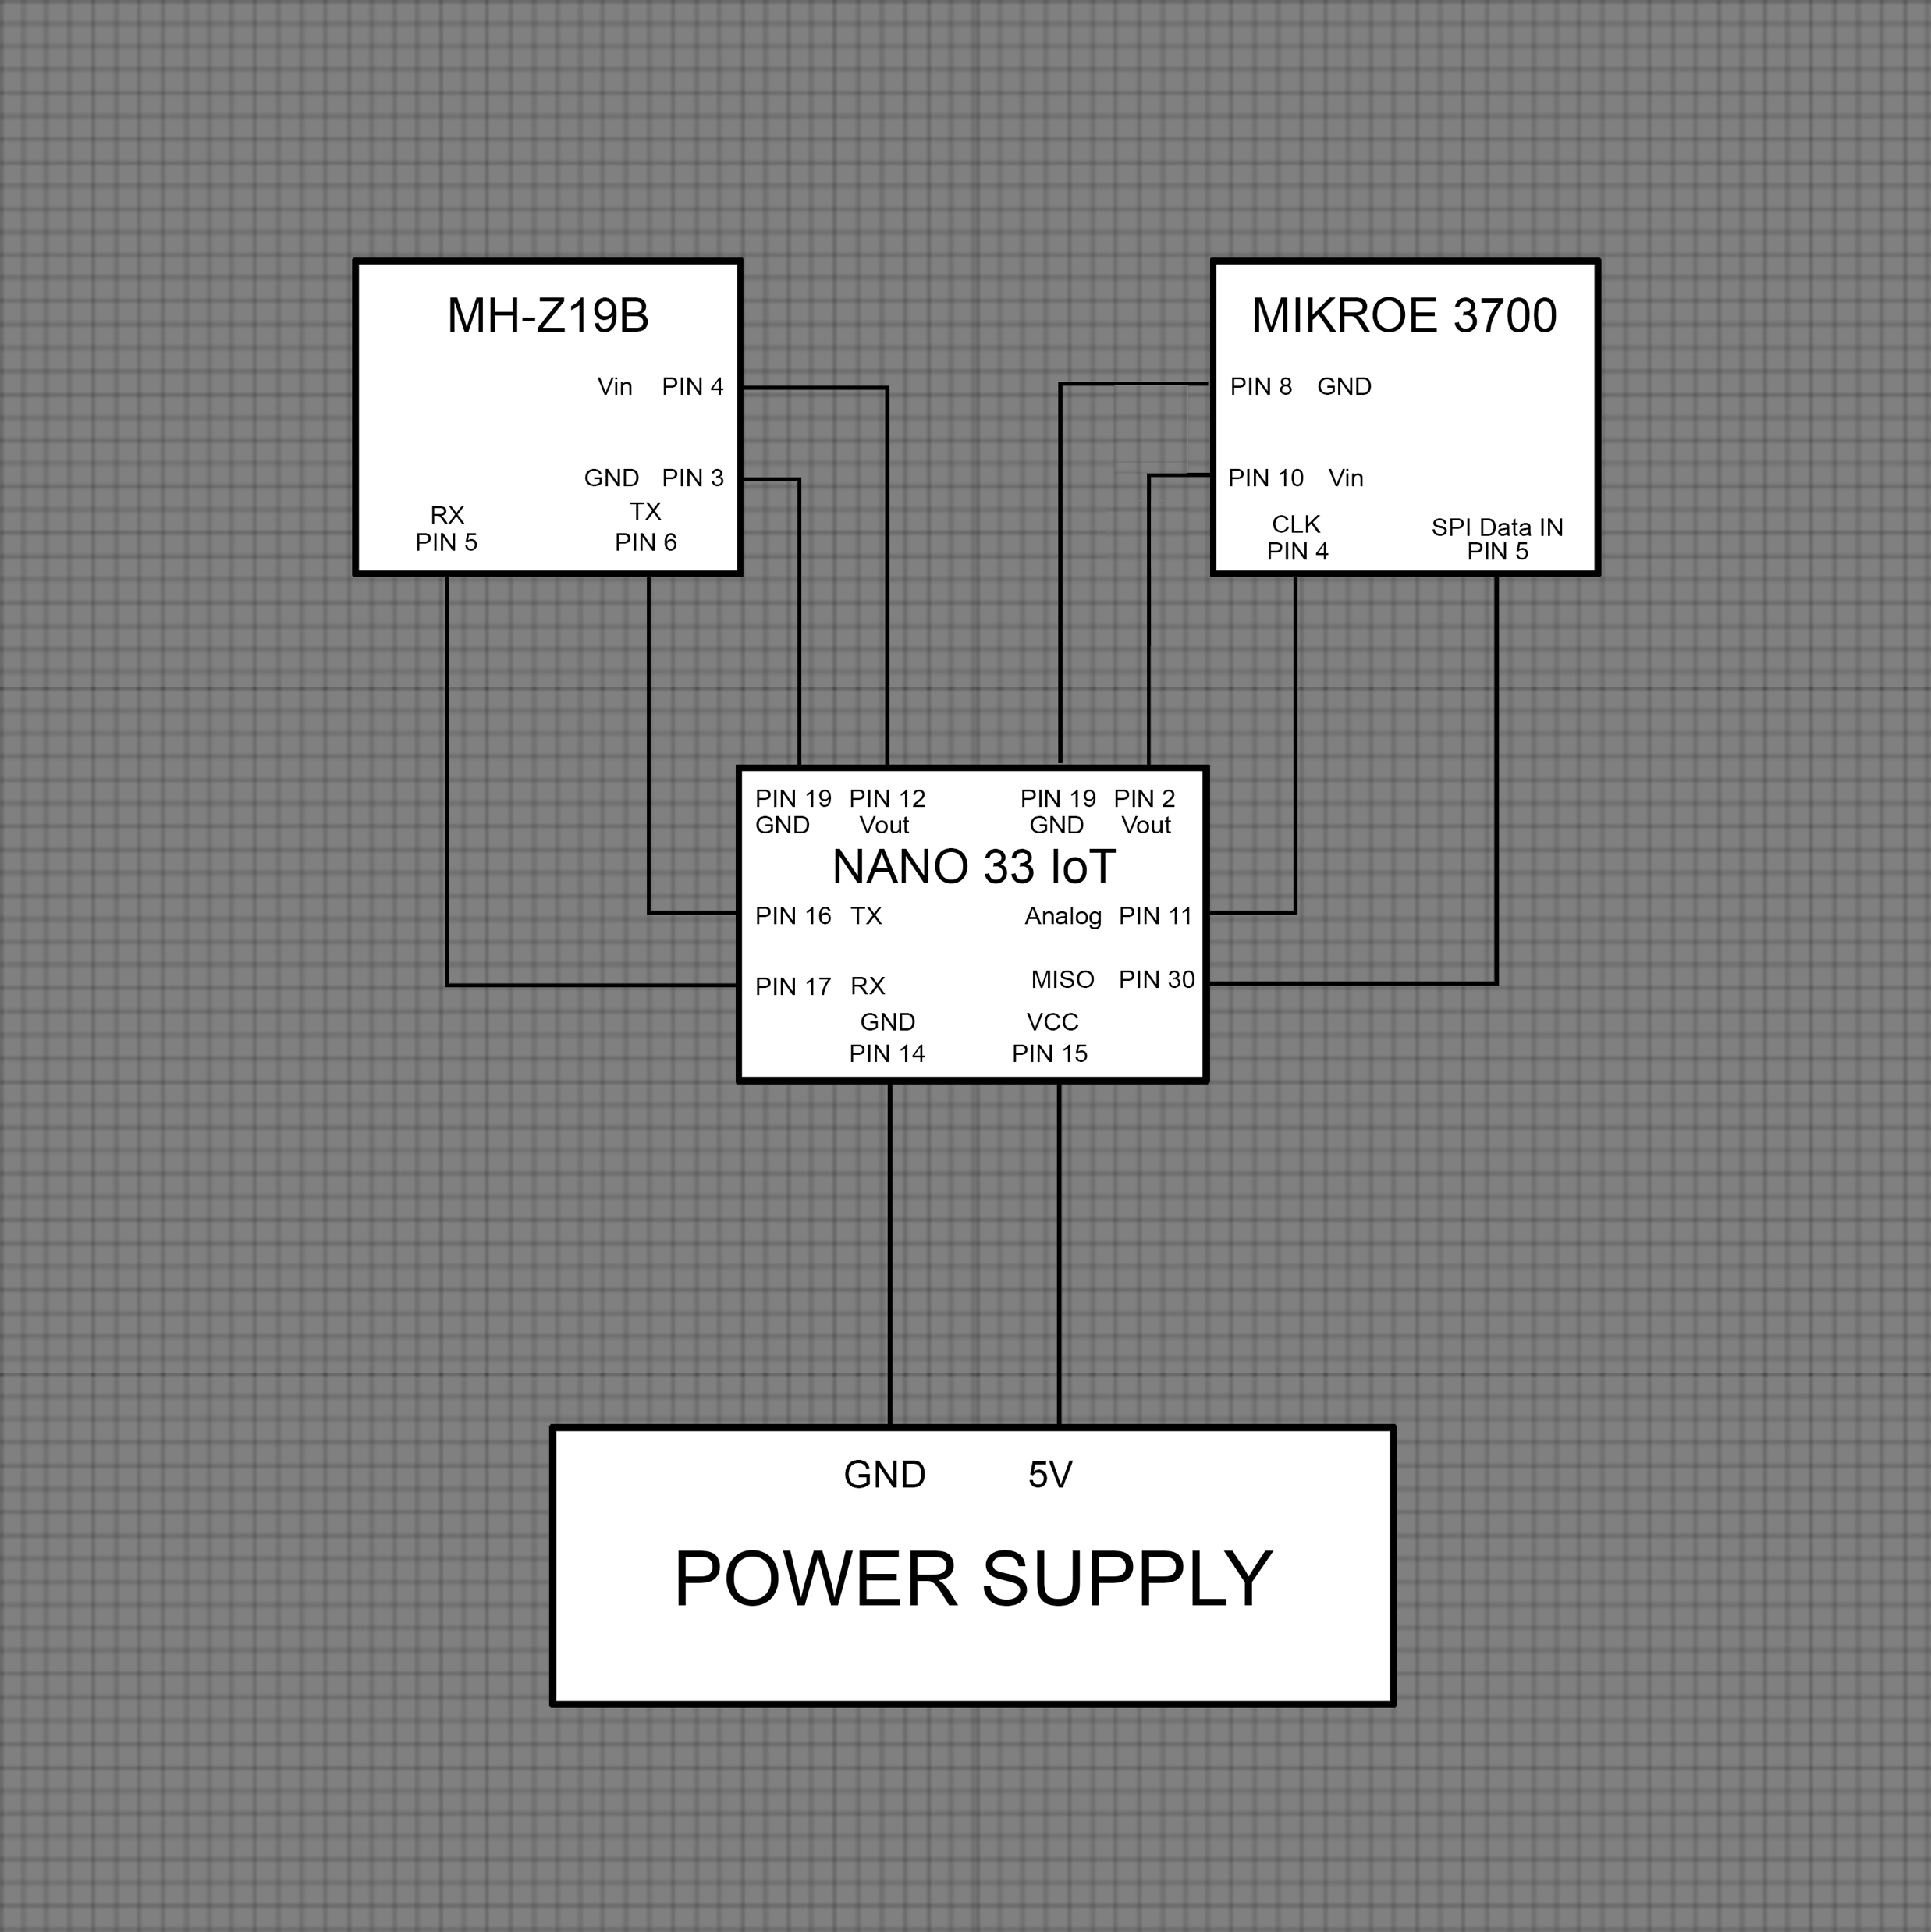 MH-Z19B
Vin PIN 4
GND PIN 3
RX
PIN 5
TX
PIN 6
MIKROE 3700
PIN 8 GND
PIN 10 Vin
CLK
PIN 4
SPI Data IN
PIN 5
PIN 19 PIN 12
GND Vout
PIN 19 PIN 2
GND Vout
NANO 33 IoT
PIN 16 TX
Analog PIN 11
PIN 17 RX
MISO PIN 30
GND
PIN 14
VCC
PIN 15
GND 5V
POWER SUPPLY